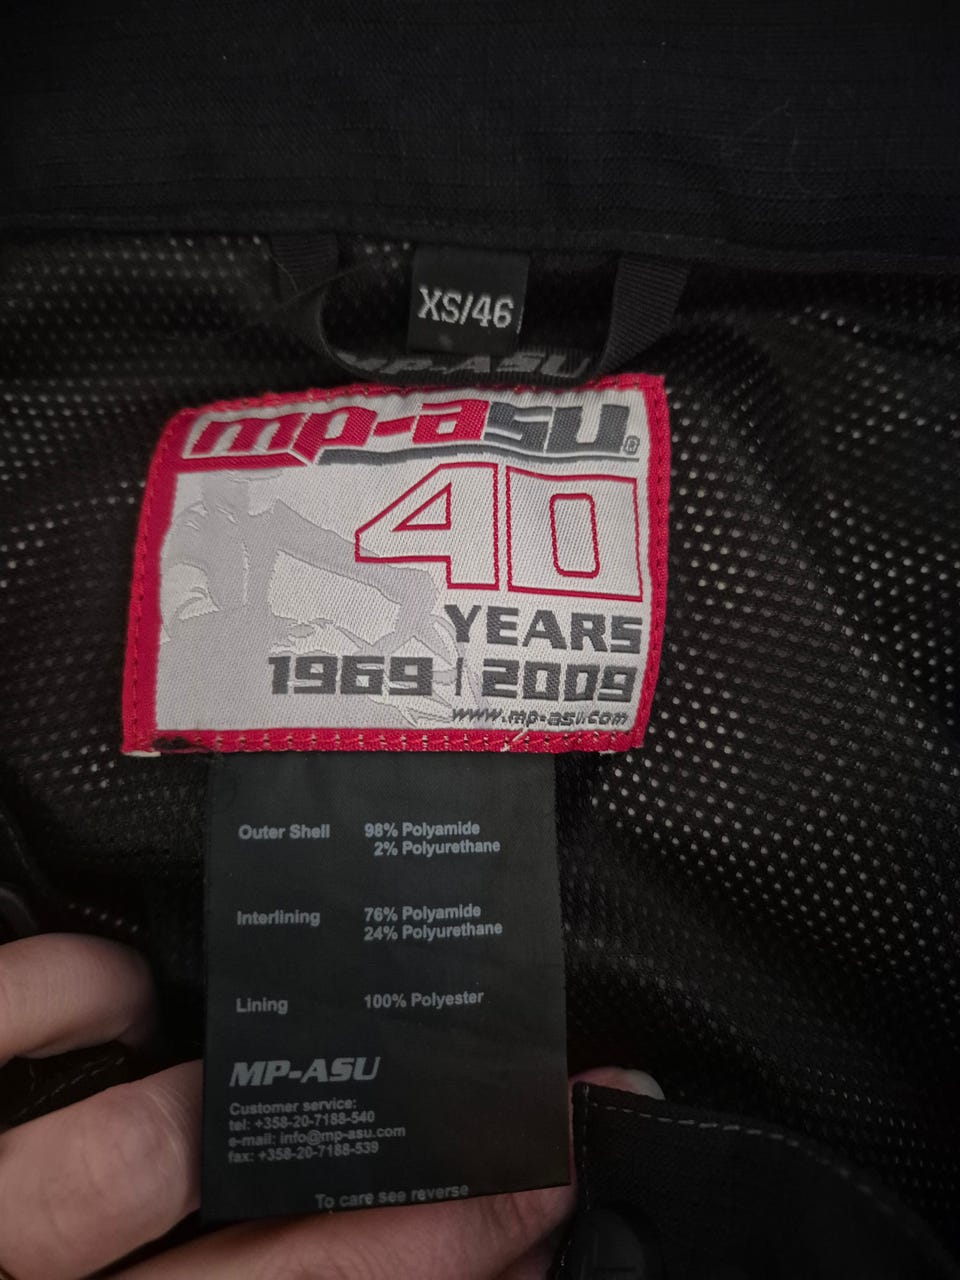 XS/46
MP-ASU
mp-asu®
40
YEARS
1969 | 2009
www.mp-asu.com
Outer Shell 98% Polyamide
2% Polyurethane
Interlining 76% Polyamide
24% Polyurethane
Lining 100% Polyester
MP-ASU
Customer service:
tel: +358-20-7188-540
e-mail: info@mp-asu.com
fax: +358-20-7188-539
To care see reverse